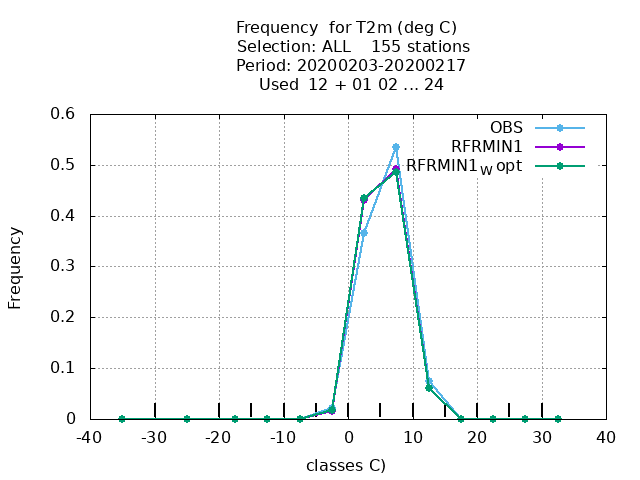 Frequency  for T2m (deg C)
Selection: ALL    155 stations
Period: 20200203-20200217
Used  12 + 01 02 ... 24
OBS
RFRMIN1
RFRMIN1W opt
0.6
0.5
0.4
0.3
0.2
0.1
0
Frequency
-40 -30 -20 -10 0 10 20 30 40
classes C)